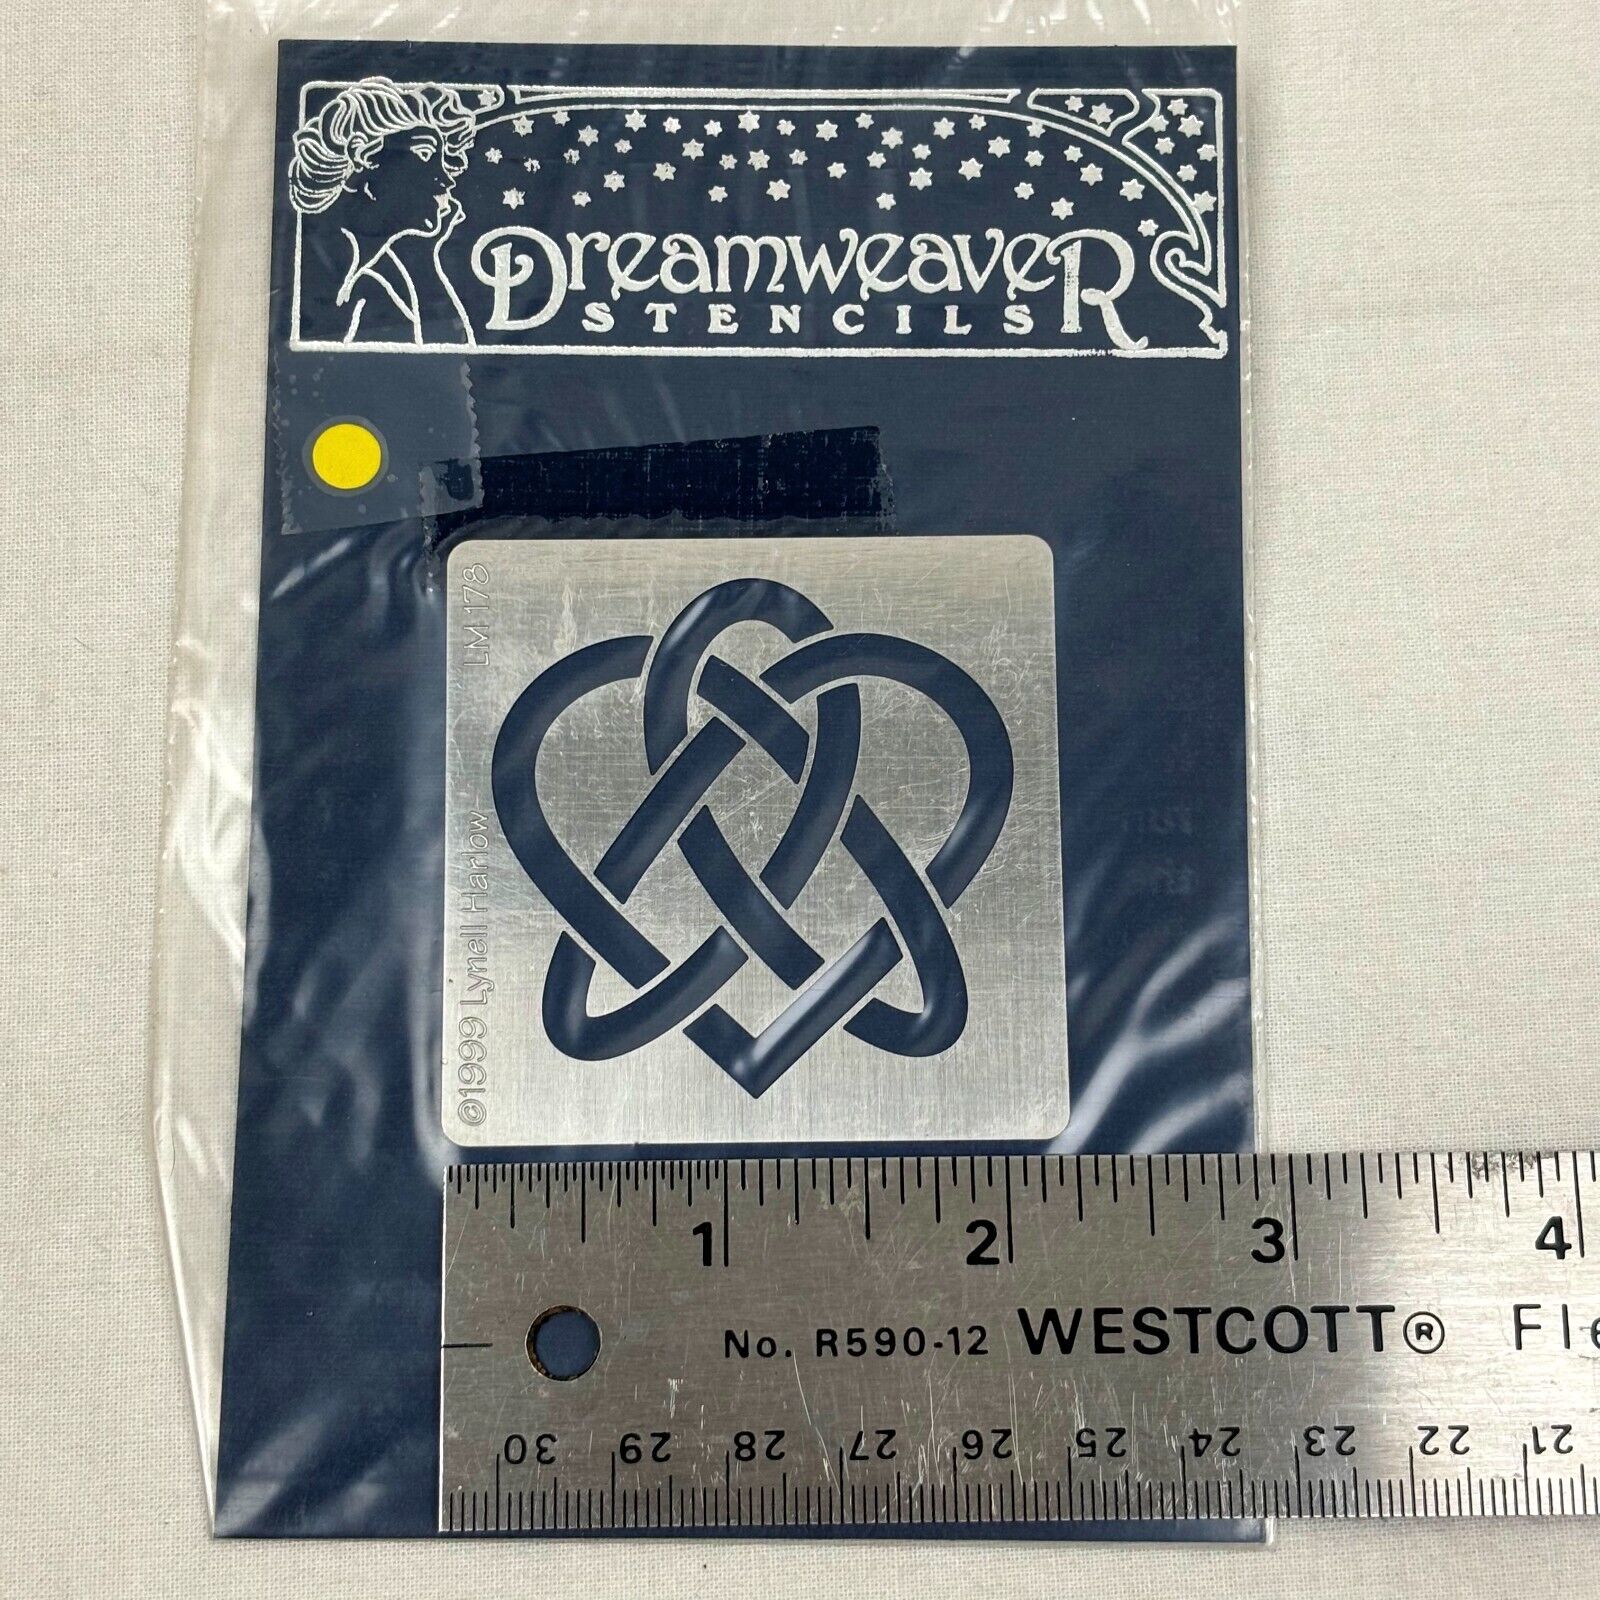 DreamweaveR
STENCILS
LM 178
©1999 Lynell Harlow
1 2 3 4
No. R590-12 WESTCOTT® Fle
30 29 28 27 26 25 24 23 22 21